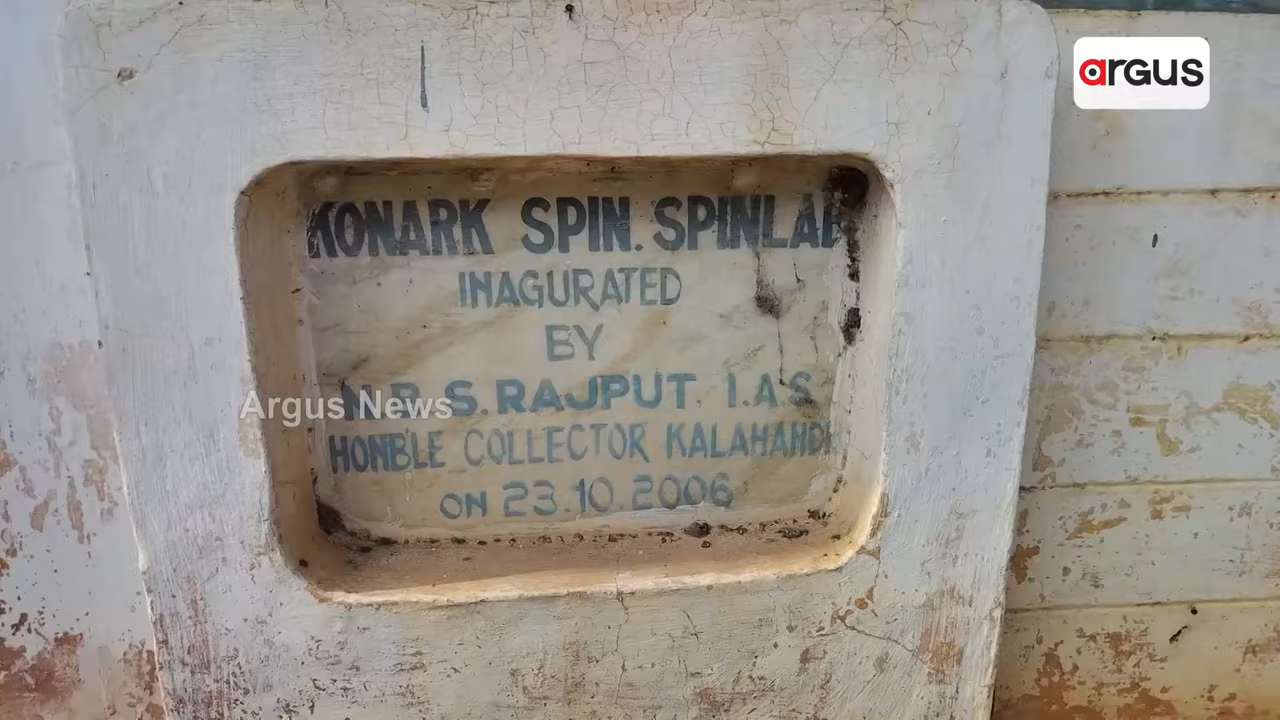 argus
KONARK SPIN. SPINLAB
INAGURATED
BY
S. RAJPUT. I.A.S
Argus News
HONBLE COLLECTOR KALAHANDI
ON 23.10.2006